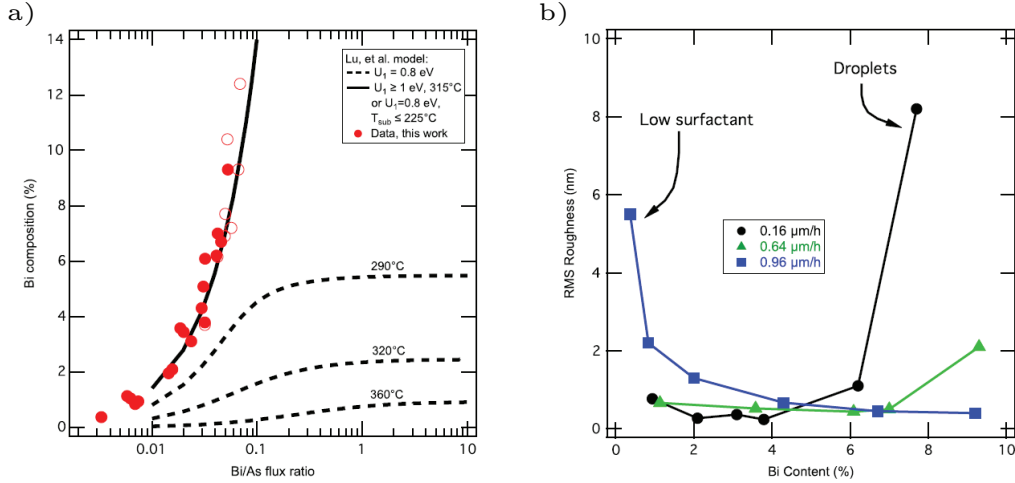 a)
14
12
10
8
6
4
2
0
Bi composition (%)
0.01
0.1
1
10
Bi/As flux ratio
Lu, et al. model:
U₁ = 0.8 eV
U₁ ≥ 1 eV, 315°C
or U₁=0.8 eV,
Tsub ≤ 225°C
Data, this work
290°C
320°C
360°C
b)
10
8
6
4
2
0
RMS Roughness (nm)
0
2
4
6
8
10
Bi Content (%)
Droplets
Low surfactant
0.16 µm/h
0.64 µm/h
0.96 µm/h